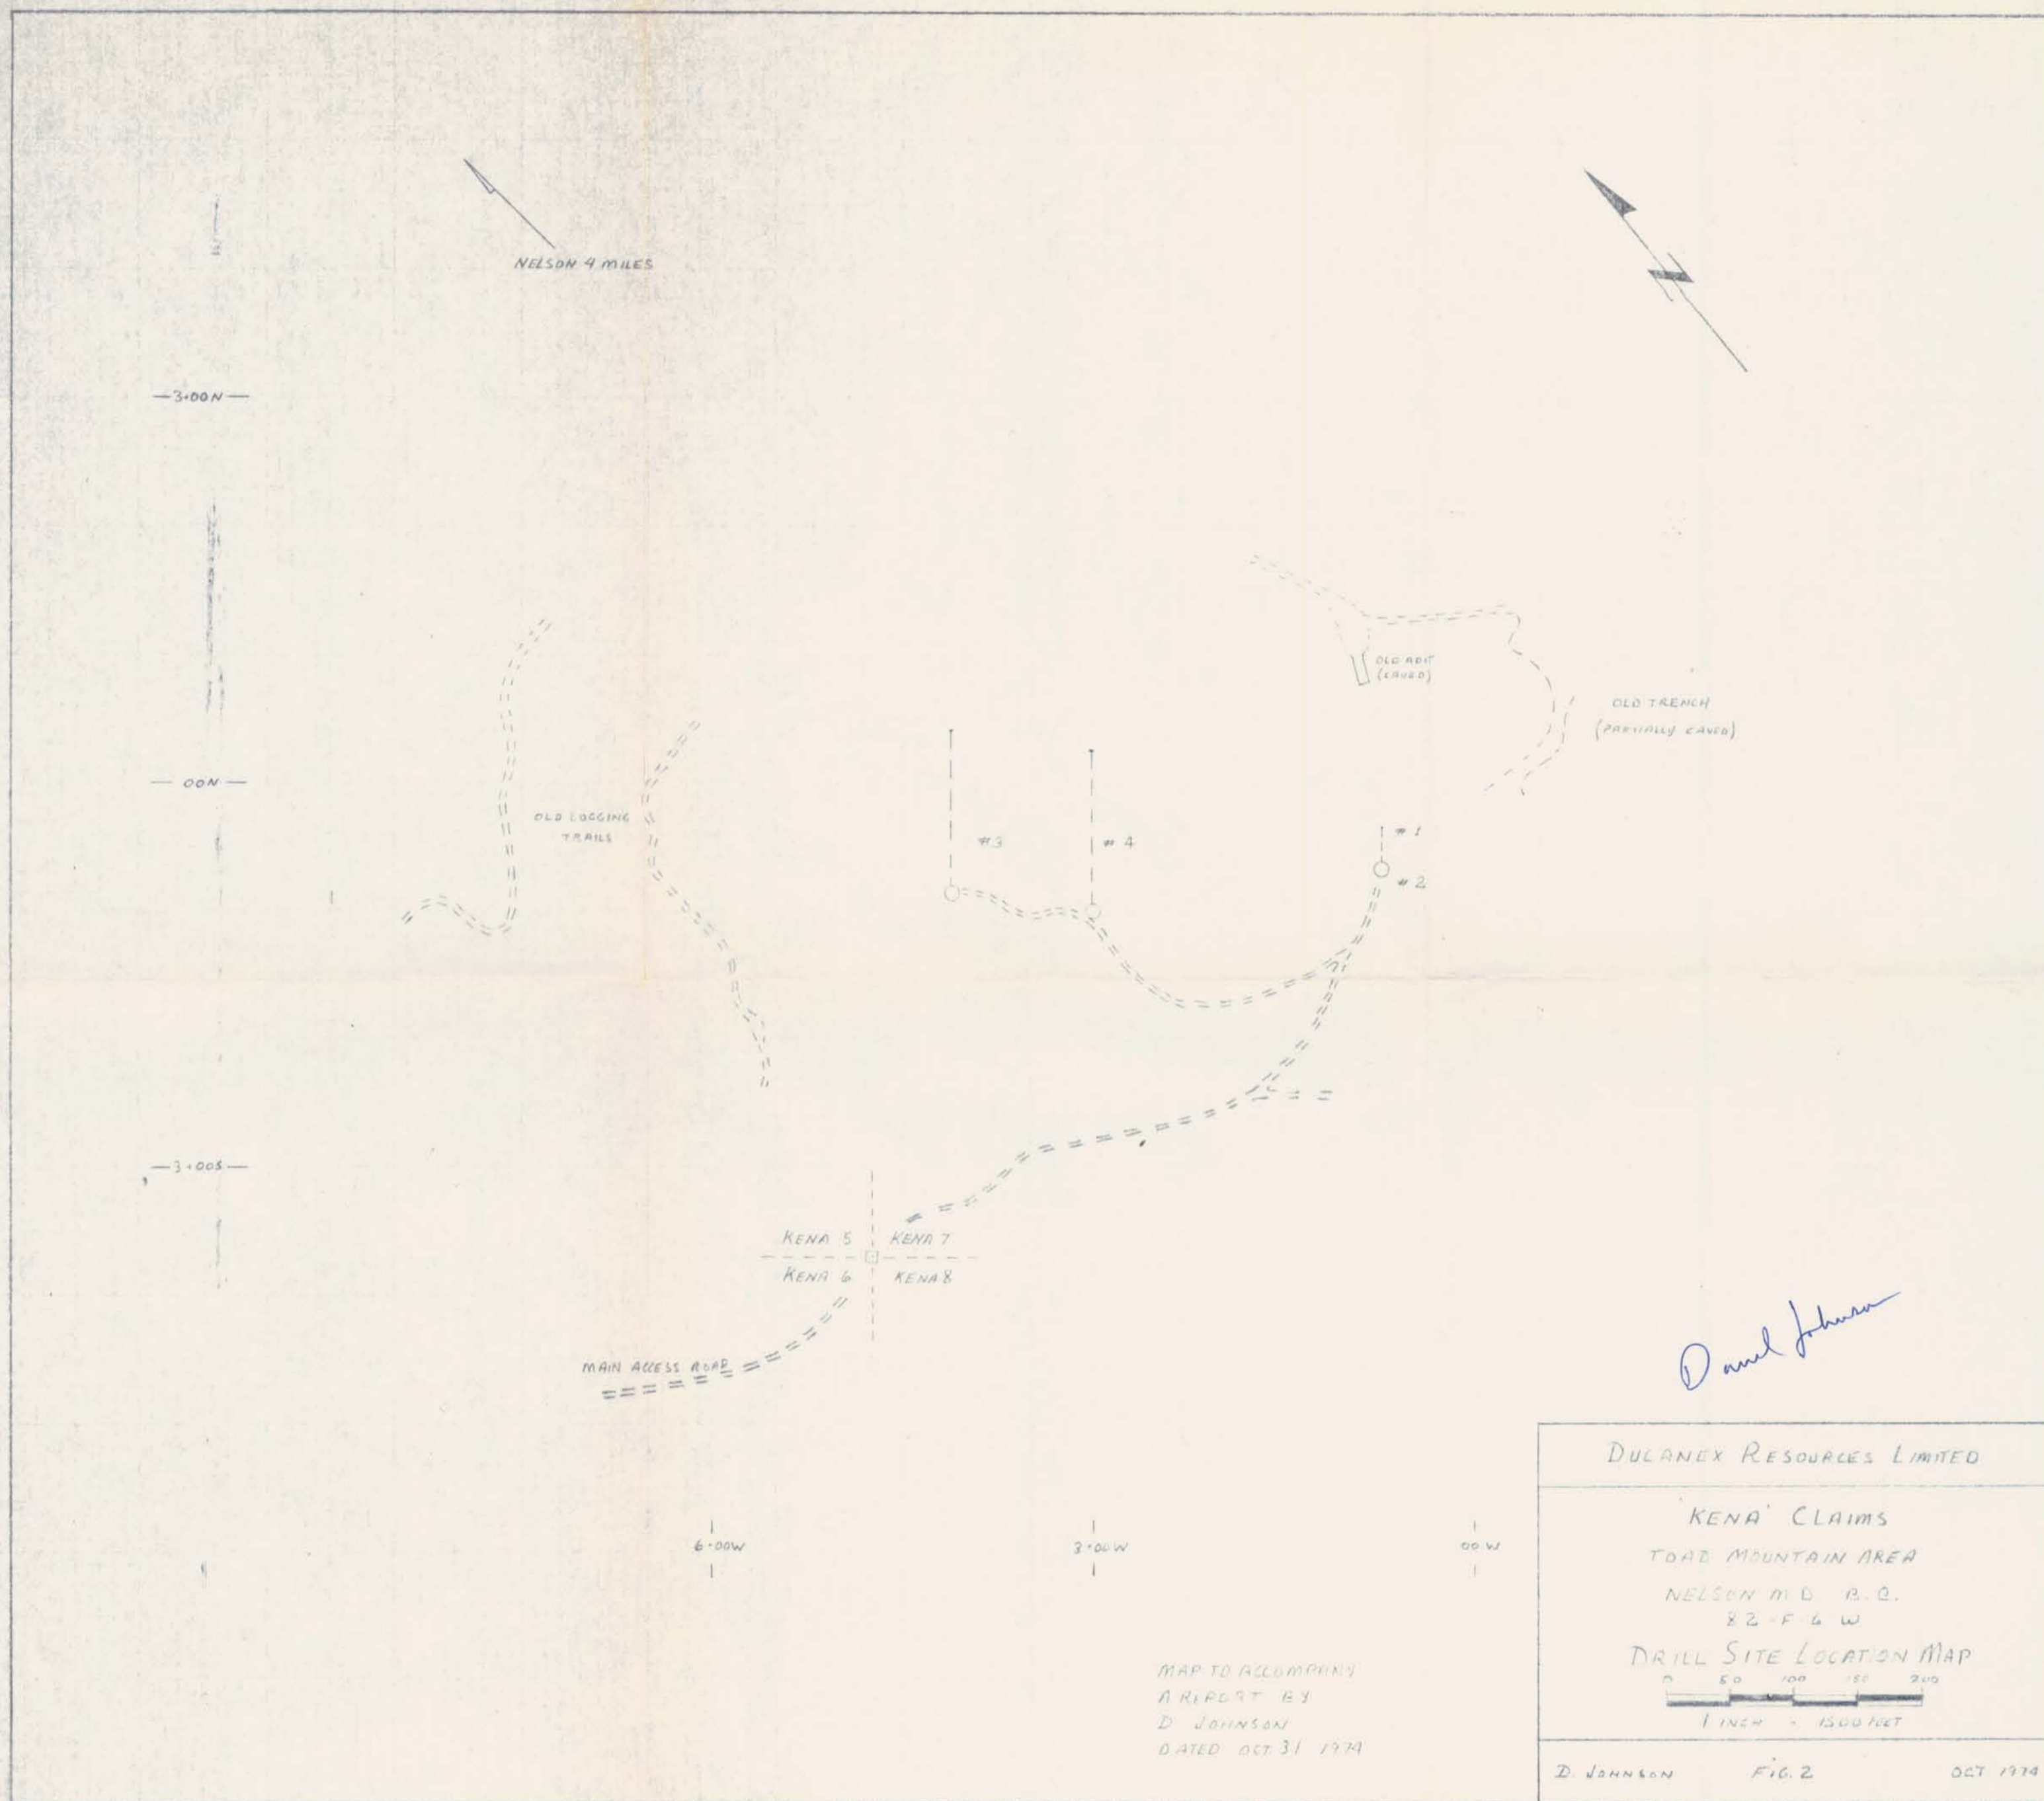 NELSON 4 MILES
3+00N
00N
3+00S
OLD LOGGING
TRAILS
#3
#4
#1
#2
OLD ADIT
(CAVED)
OLD TRENCH
(PARTIALLY CAVED)
KENA 5
KENA 7
KENA 6
KENA 8
MAIN ACCESS ROAD
6+00W
3+00W
00W
Daniel Johnson
MAP TO ACCOMPANY
A REPORT BY
D JOHNSON
DATED OCT. 31 1974
DULANEX RESOURCES LIMITED
'KENA' CLAIMS
TOAD MOUNTAIN AREA
NELSON M D B.C.
82-F 6 W
DRILL SITE LOCATION MAP
0 50 100 150 200
1 INCH FEET
D. JOHNSON FIG. 2 OCT 1974